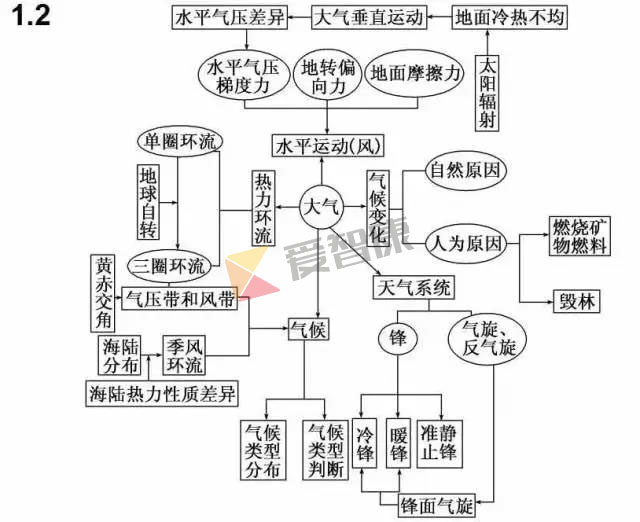 1.2
水平气压差异
大气垂直运动
地面冷热不均
太阳辐射
水平气压
梯度力
地转偏
向力
地面摩擦力
水平运动(风)
单圈环流
地球自转
三圈环流
热力环流
大气
气候变化
自然原因
人为原因
燃烧矿
物燃料
毁林
爱智康
黄赤交角
气压带和风带
海陆
分布
季风
环流
海陆热力性质差异
气候
天气系统
锋
气旋、
反气旋
气候
类型
分布
气候
类型
判断
冷锋
暖锋
准静
止锋
锋面气旋